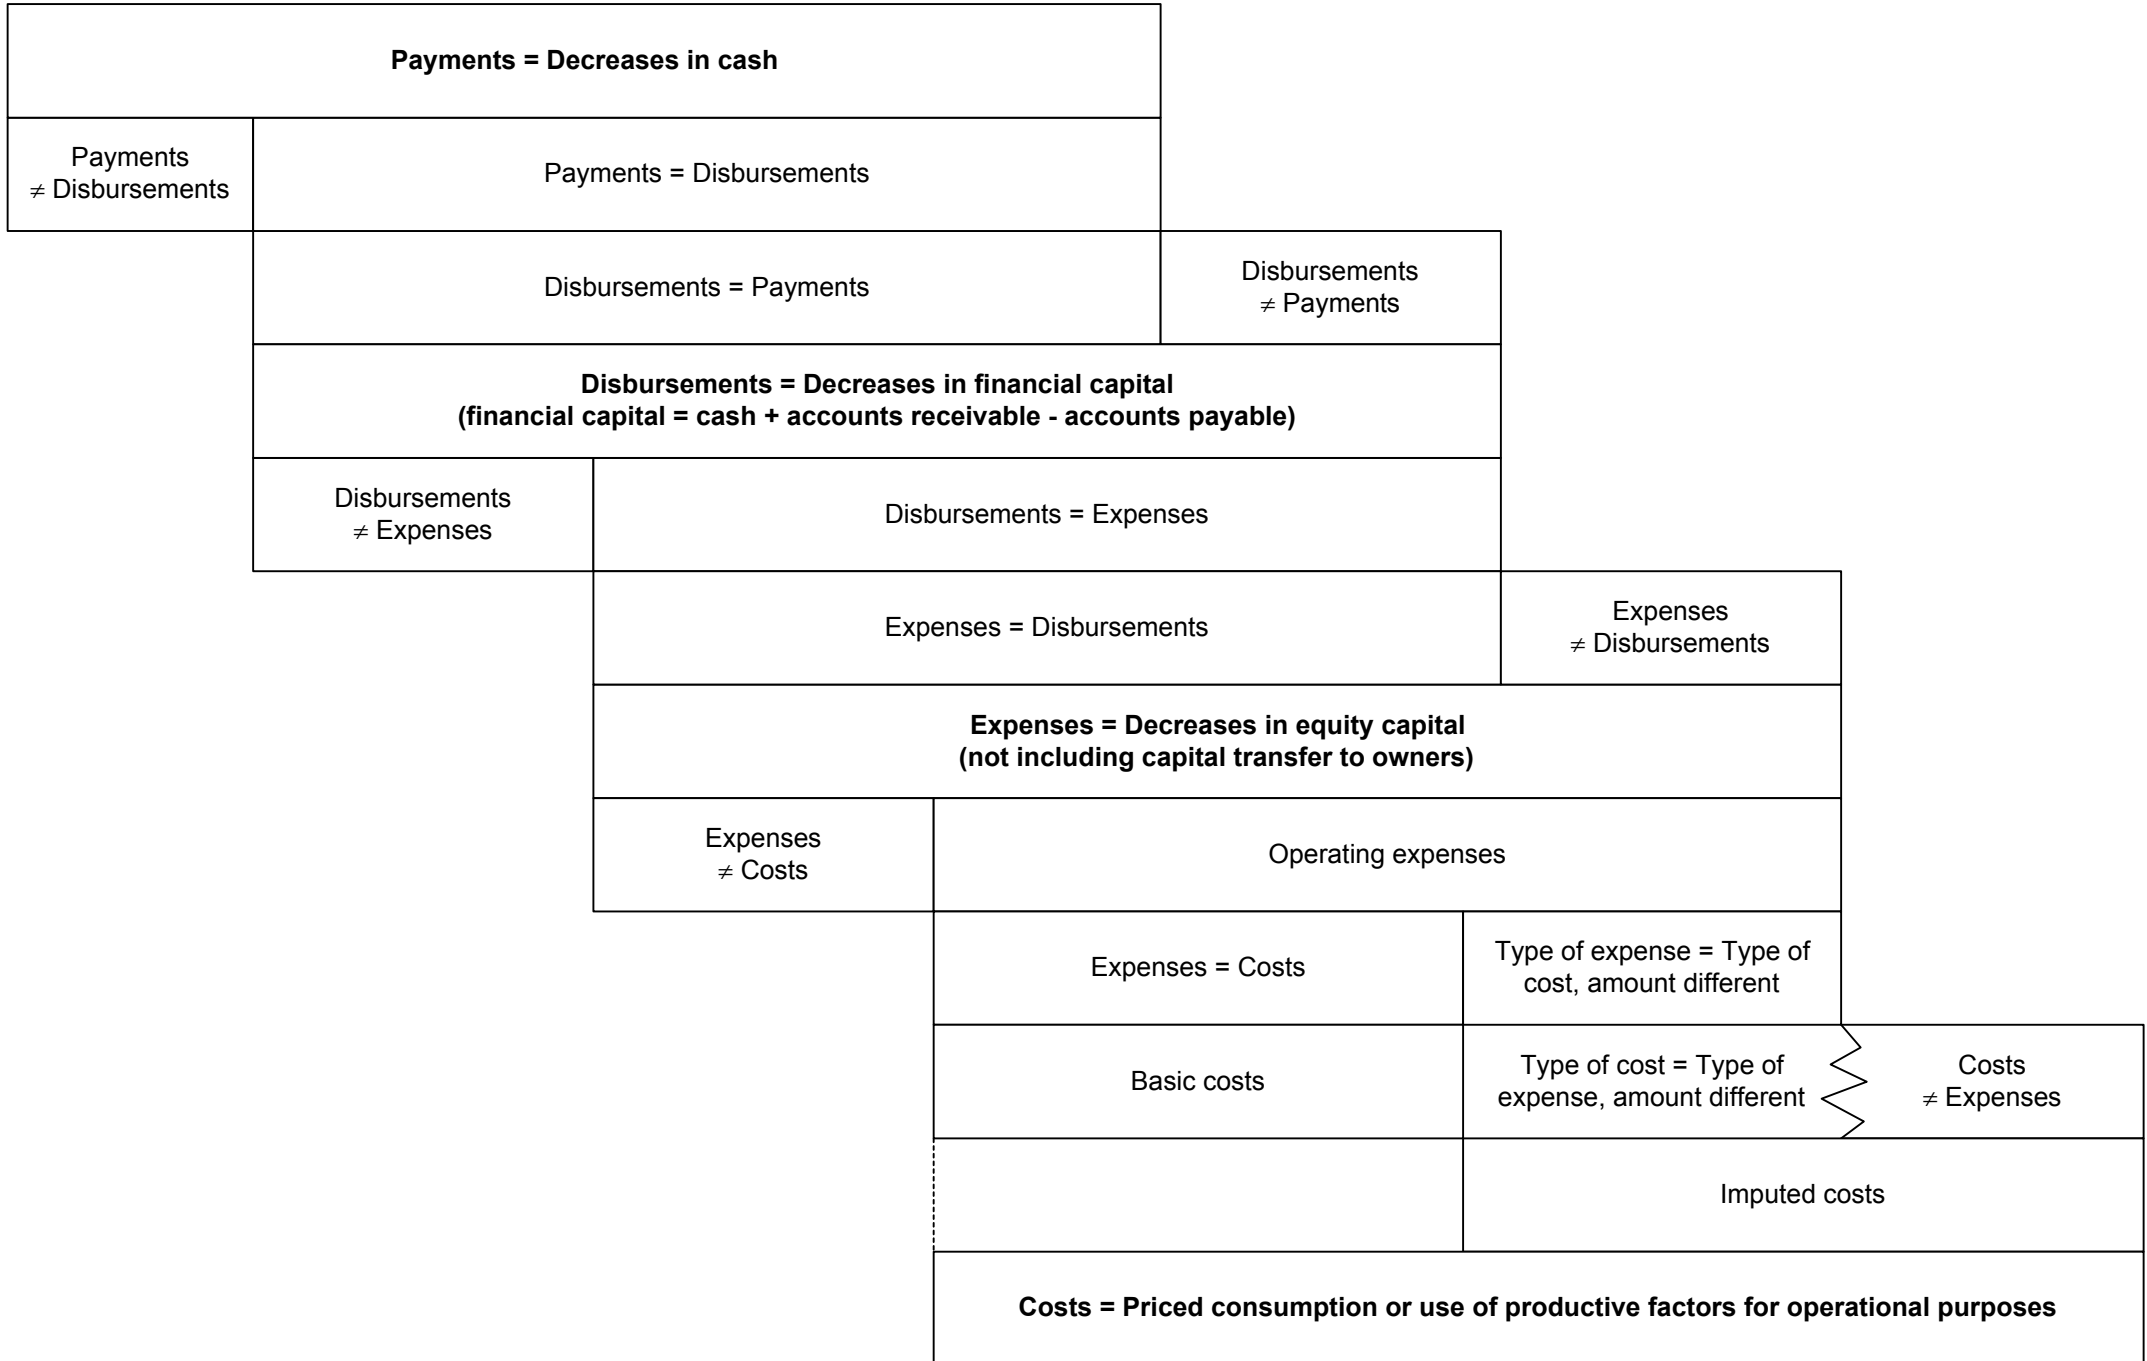 Payments = Decreases in cash
Payments
≠ Disbursements
Payments = Disbursements
Disbursements = Payments
Disbursements
≠ Payments
Disbursements = Decreases in financial capital
(financial capital = cash + accounts receivable - accounts payable)
Disbursements
≠ Expenses
Disbursements = Expenses
Expenses = Disbursements
Expenses
≠ Disbursements
Expenses = Decreases in equity capital
(not including capital transfer to owners)
Expenses
≠ Costs
Operating expenses
Expenses = Costs
Type of expense = Type of
cost, amount different
Basic costs
Type of cost = Type of
expense, amount different
Costs
≠ Expenses
Imputed costs
Costs = Priced consumption or use of productive factors for operational purposes